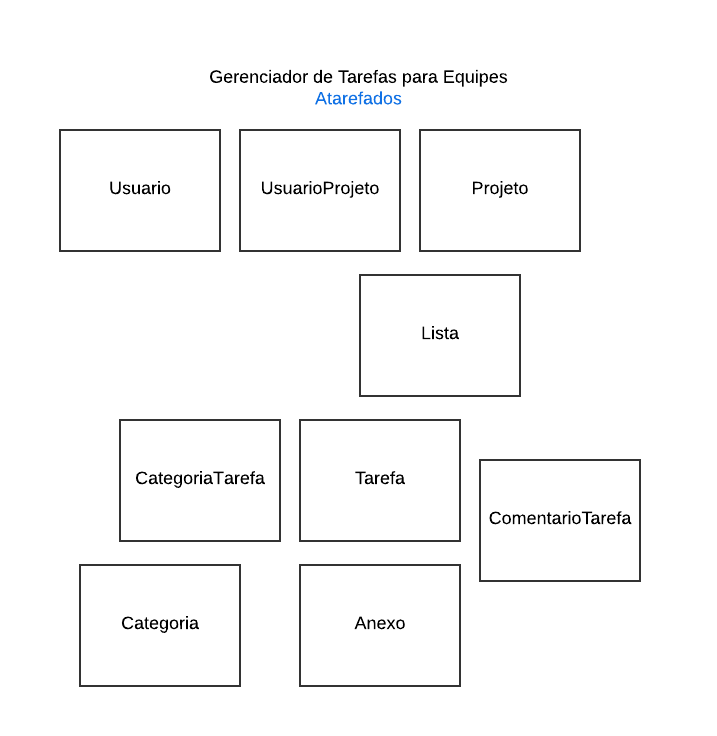 Gerenciador de Tarefas para Equipes
Atarefados
Usuario
UsuarioProjeto
Projeto
Lista
CategoriaTarefa
Tarefa
ComentarioTarefa
Categoria
Anexo